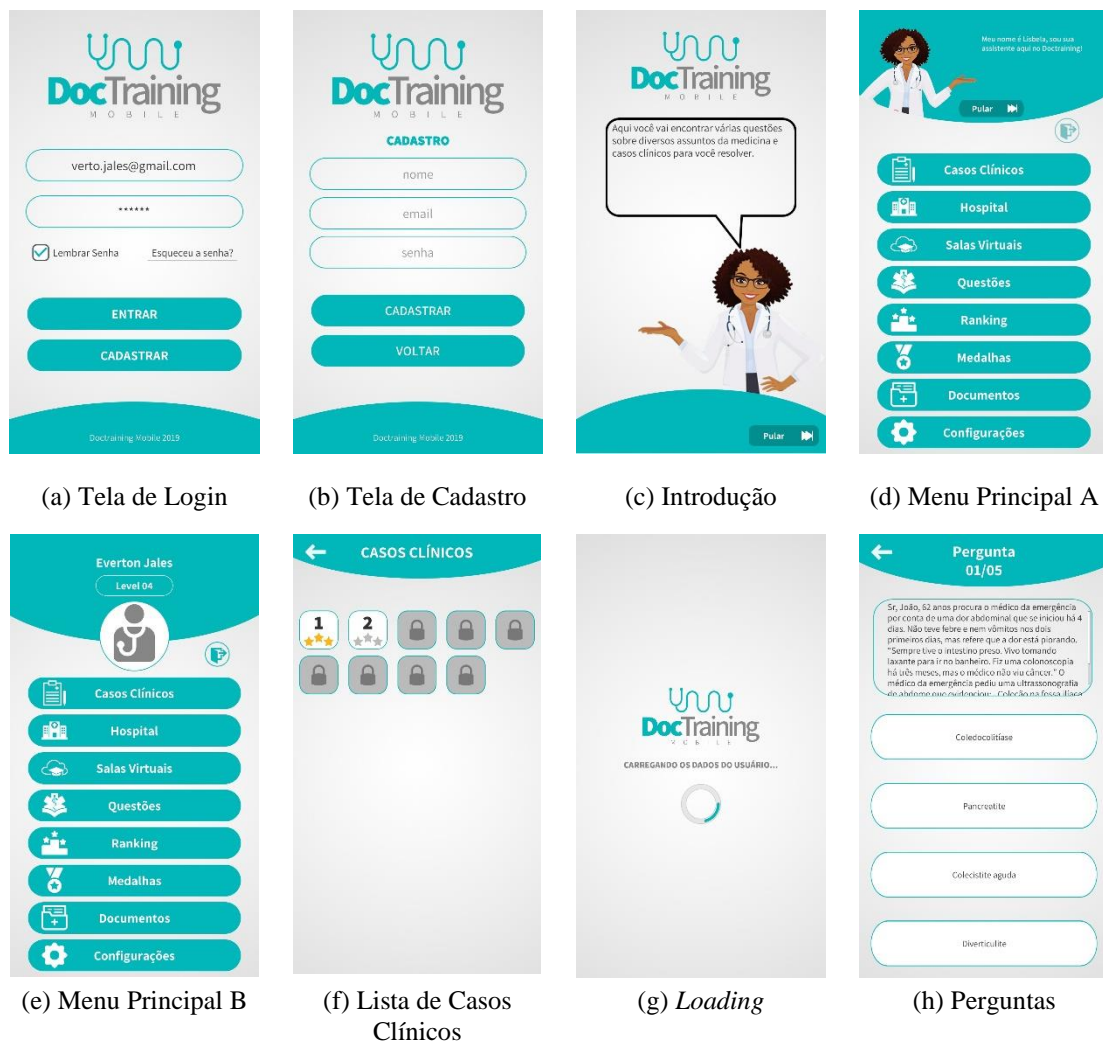 DocTraining
MOBILE
verto.jales@gmail.com
******
Lembrar Senha
Esqueceu a senha?
ENTRAR
CADASTRAR
Doctraining Mobile 2019
(a) Tela de Login
DocTraining
MOBILE
CADASTRO
nome
email
senha
CADASTRAR
VOLTAR
Doctraining Mobile 2019
(b) Tela de Cadastro
DocTraining
MOBILE
Aqui você vai encontrar várias questões
sobre diversos assuntos da medicina e
casos clínicos para você resolver.
Pular
(c) Introdução
Meu nome é Lisbela, sou sua
assistente aqui no Doctraining!
Pular
Casos Clínicos
Hospital
Salas Virtuais
Questões
Ranking
Medalhas
Documentos
Configurações
(d) Menu Principal A
Everton Jales
Level 04
Casos Clínicos
Hospital
Salas Virtuais
Questões
Ranking
Medalhas
Documentos
Configurações
(e) Menu Principal B
CASOS CLÍNICOS
1
2
(f) Lista de Casos
Clínicos
DocTraining
MOBILE
CARREGANDO OS DADOS DO USUÁRIO...
(g) Loading
Pergunta
01/05
Sr, João, 62 anos procura o médico da emergência
por conta de uma dor abdominal que se iniciou há 4
dias. Não teve febre e nem vômitos nos dois
primeiros dias, mas refere que a dor está piorando.
"Sempre tive o intestino preso. Vivo tomando
laxante para ir no banheiro. Fiz uma colonoscopia
há três meses, mas o médico não viu câncer." O
médico da emergência pediu uma ultrassonografia
de abdome que evidenciou: Coleção na fossa ilíaca
Coledocolitíase
Pancreatite
Colecistite aguda
Diverticulite
(h) Perguntas